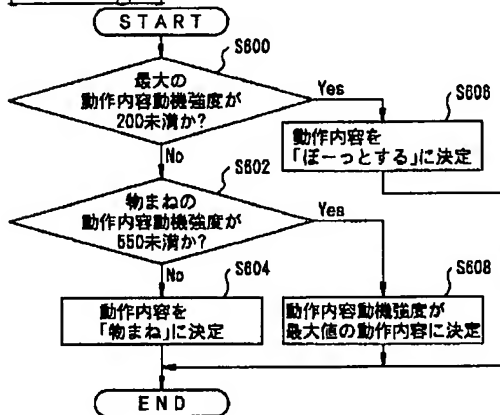 START
S600
最大の
動作内容動機強度が
200未満か?
Yes
S606
動作内容を
「ぼーっとする」に決定
No
S602
物まねの
動作内容動機強度が
550未満か?
Yes
No
S604
動作内容を
「物まね」に決定
S608
動作内容動機強度が
最大値の動作内容に決定
END